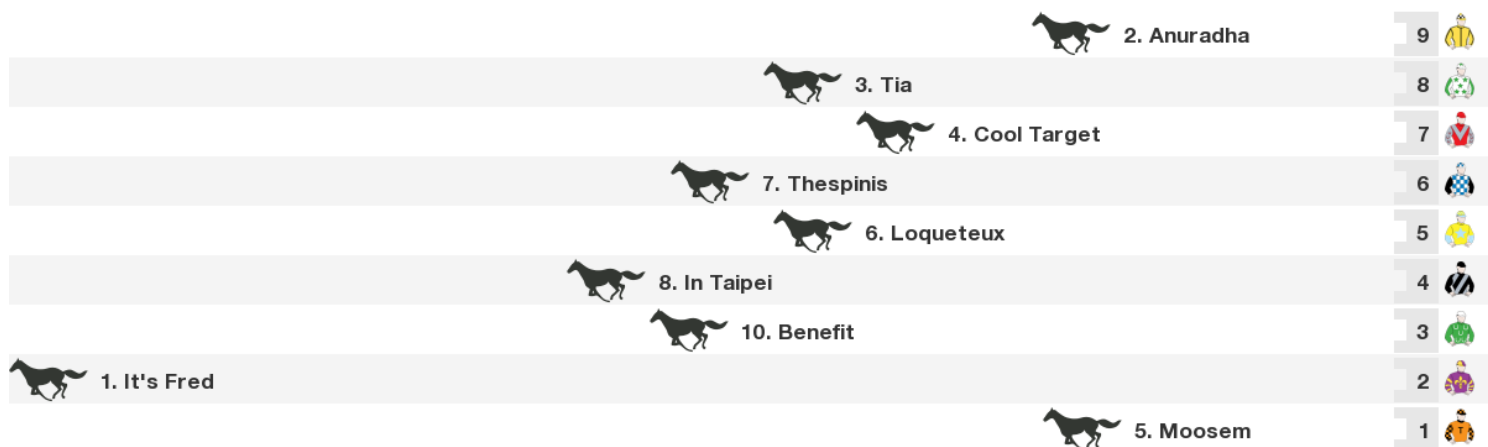 2. Anuradha 9
3. Tia 8
4. Cool Target 7
7. Thespinis 6
6. Loqueteux 5
8. In Taipei 4
10. Benefit 3
1. It's Fred 2
5. Moosem 1